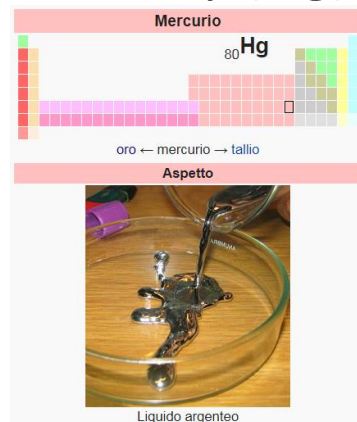 Mercurio
80Hg
oro ← mercurio → tallio
Aspetto
Liquido argenteo